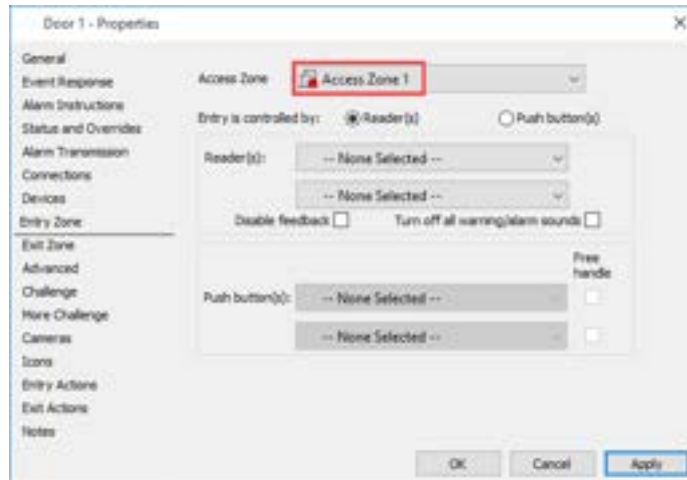 Door 1 - Properties
General
Event Response
Alarm Instructions
Status and Overrides
Alarm Transmission
Connections
Devices
Entry Zone
Exit Zone
Advanced
Challenge
More Challenge
Cameras
Icons
Entry Actions
Exit Actions
Notes
Access Zone
Access Zone 1
Entry is controlled by: Reader(s) Push button(s)
Reader(s): -- None Selected --
-- None Selected --
Disable feedback Turn off all warning/alarm sounds
Free
handle
Push button(s): -- None Selected --
-- None Selected --
OK Cancel Apply